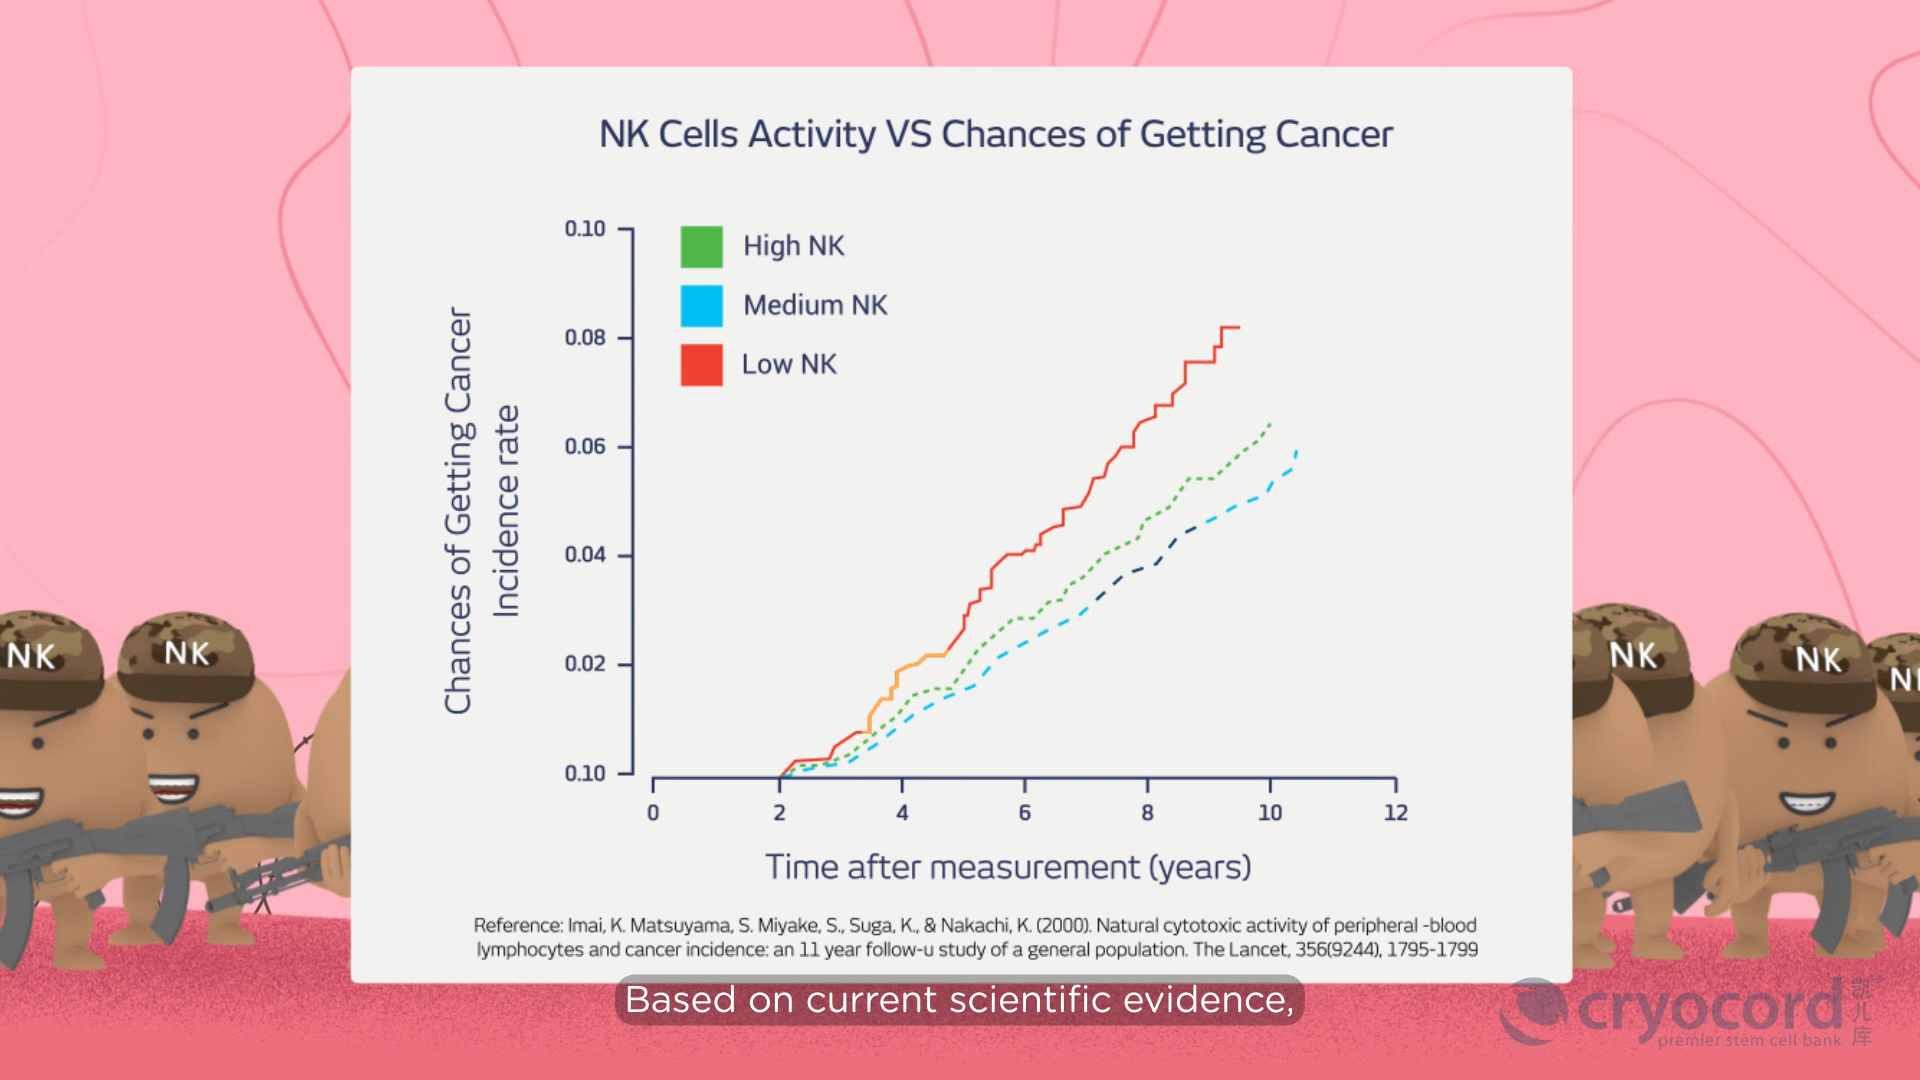 NK Cells Activity VS Chances of Getting Cancer
Chances of Getting Cancer
Incidence rate
0.10
0.08
0.06
0.04
0.02
0.10
High NK
Medium NK
Low NK
0 2 4 6 8 10 12
Time after measurement (years)
Reference: Imai, K. Matsuyama, S. Miyake, S., Suga, K., & Nakachi, K. (2000). Natural cytotoxic activity of peripheral -blood
lymphocytes and cancer incidence: an 11 year follow-u study of a general population. The Lancet, 356(9244), 1795-1799
NK
NK
NK
NK
Based on current scientific evidence,
cryocord
premier stem cell bank
凯儿库